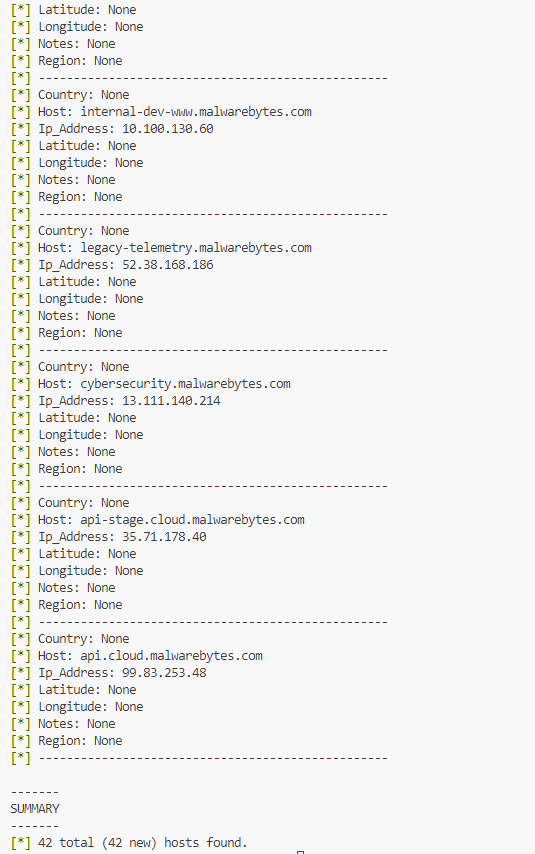 [*] Latitude: None
[*] Longitude: None
[*] Notes: None
[*] Region: None
[*] --------------------------------------------------
[*] Country: None
[*] Host: internal-dev-www.malwarebytes.com
[*] Ip_Address: 10.100.130.60
[*] Latitude: None
[*] Longitude: None
[*] Notes: None
[*] Region: None
[*] --------------------------------------------------
[*] Country: None
[*] Host: legacy-telemetry.malwarebytes.com
[*] Ip_Address: 52.38.168.186
[*] Latitude: None
[*] Longitude: None
[*] Notes: None
[*] Region: None
[*] --------------------------------------------------
[*] Country: None
[*] Host: cybersecurity.malwarebytes.com
[*] Ip_Address: 13.111.140.214
[*] Latitude: None
[*] Longitude: None
[*] Notes: None
[*] Region: None
[*] --------------------------------------------------
[*] Country: None
[*] Host: api-stage.cloud.malwarebytes.com
[*] Ip_Address: 35.71.178.40
[*] Latitude: None
[*] Longitude: None
[*] Notes: None
[*] Region: None
[*] --------------------------------------------------
[*] Country: None
[*] Host: api.cloud.malwarebytes.com
[*] Ip_Address: 99.83.253.48
[*] Latitude: None
[*] Longitude: None
[*] Notes: None
[*] Region: None
[*] --------------------------------------------------
-------
SUMMARY
-------
[*] 42 total (42 new) hosts found.